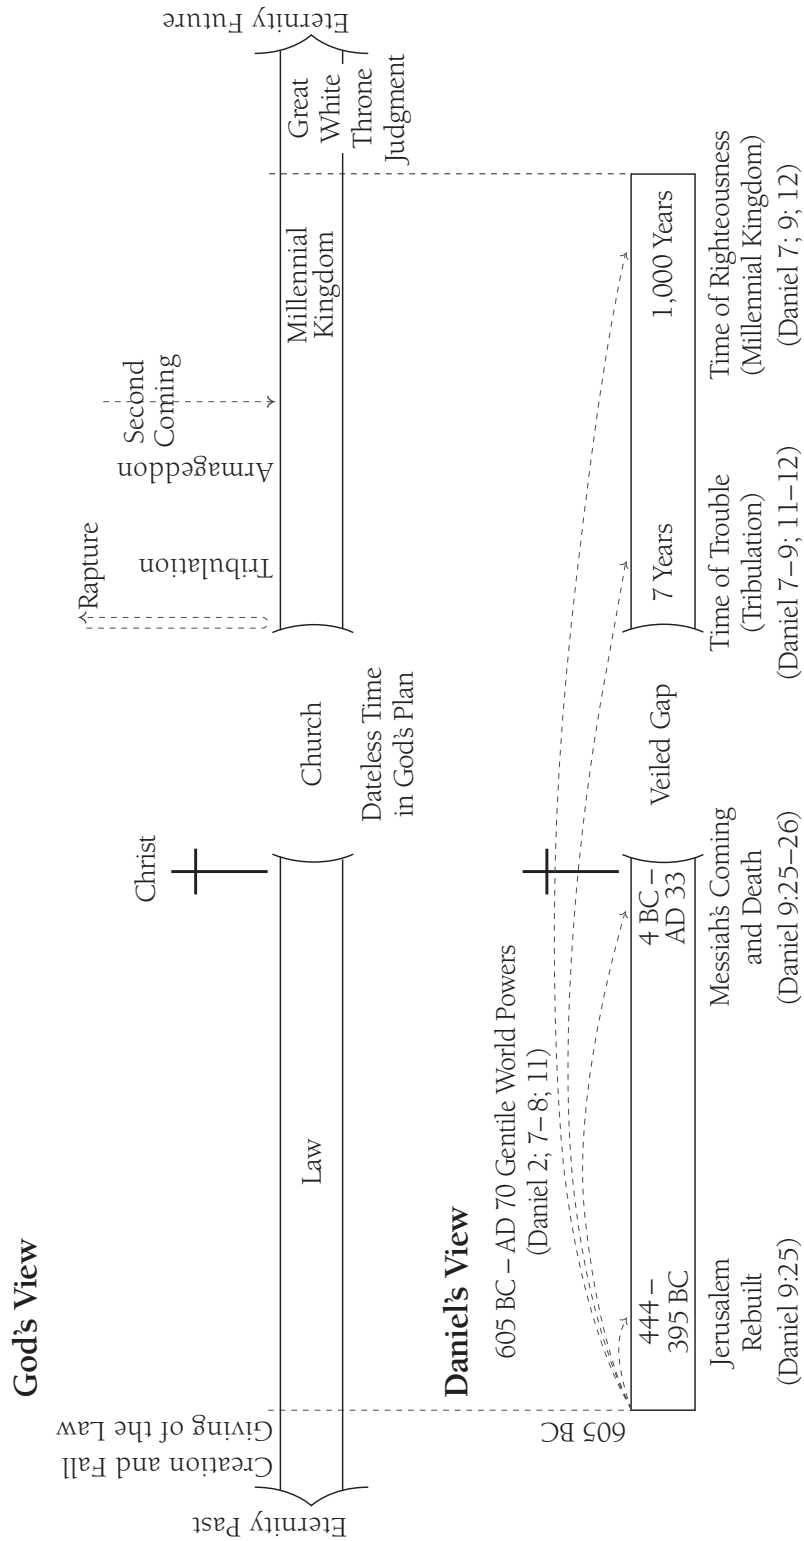 God's View
Eternity Past
Creation and Fall
Giving of the Law
Law
Christ
Church
Dateless Time
in God's Plan
Rapture
Tribulation
Armageddon
Second
Coming
Millennial
Kingdom
Great
White
Throne
Judgment
Eternity Future
Daniel's View
605 BC
605 BC – AD 70 Gentile World Powers
(Daniel 2; 7–8; 11)
444 –
395 BC
Jerusalem
Rebuilt
(Daniel 9:25)
4 BC –
AD 33
Messiah's Coming
and Death
(Daniel 9:25–26)
Veiled Gap
7 Years
Time of Trouble
(Tribulation)
(Daniel 7–9; 11–12)
1,000 Years
Time of Righteousness
(Millennial Kingdom)
(Daniel 7; 9; 12)